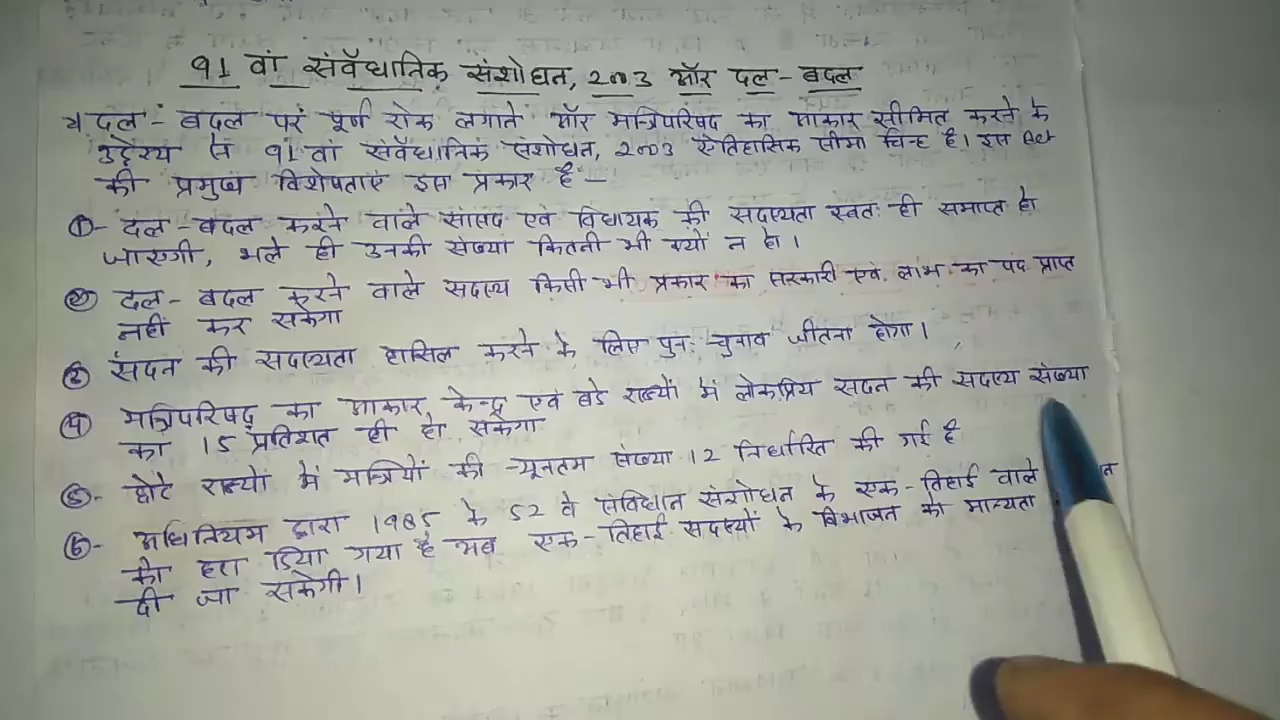 91 वां संवैधानिक संशोधन, 2003 और दल - बदल
दल - बदल पर पूर्ण रोक लगाने और मन्त्रिपरिषद का आकार सीमित करने के
उद्देश्य से 91 वां संवैधानिक संशोधन, 2003 ऐतिहासिक सीमा चिन्ह है। इस Act
की प्रमुख विशेषताएं इस प्रकार है –
①- दल - बदल करने वाले सांसद एवं विधायक की सदस्यता स्वतः ही समाप्त हो
जाएगी, भले ही उनकी संख्या कितनी भी क्यों न हो।
② दल - बदल करने वाले सदस्य किसी भी प्रकार का सरकारी एवं लाभ का पद प्राप्त
नहीं कर सकेगा
सदन की सदस्यता हासिल करने के लिए पुनः चुनाव जीतना होगा।
④ मन्त्रिपरिषद् का आकार केन्द्र एवं बडे राज्यों में लोकप्रिय सदन की सदस्य संख्या
का 15 प्रतिशत ही हो सकेगा
⑤- छोटे राज्यों में मन्त्रियों की न्यूनतम संख्या 12 निर्धारित की गई है
⑥- अधिनियम द्वारा 1985 के 52 वे संविधान संशोधन के एक - तिहाई वाले
को हटा दिया गया है अब एक - तिहाई सदस्यों के विभाजन को मान्यता
दी जा सकेगी।